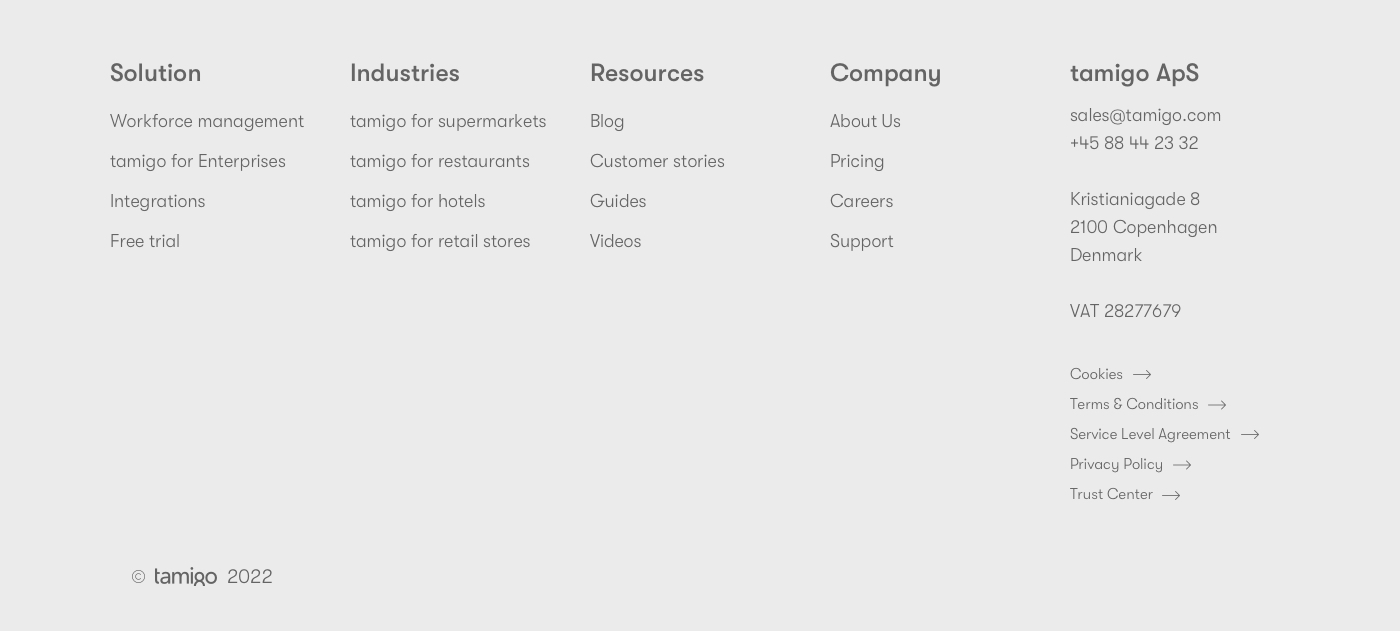 Solution
Workforce management
tamigo for Enterprises
Integrations
Free trial
Industries
tamigo for supermarkets
tamigo for restaurants
tamigo for hotels
tamigo for retail stores
Resources
Blog
Customer stories
Guides
Videos
Company
About Us
Pricing
Careers
Support
tamigo ApS
sales@tamigo.com
+45 88 44 23 32
Kristianiagade 8
2100 Copenhagen
Denmark
VAT 28277679
Cookies →
Terms & Conditions →
Service Level Agreement →
Privacy Policy →
Trust Center →
© tamigo 2022